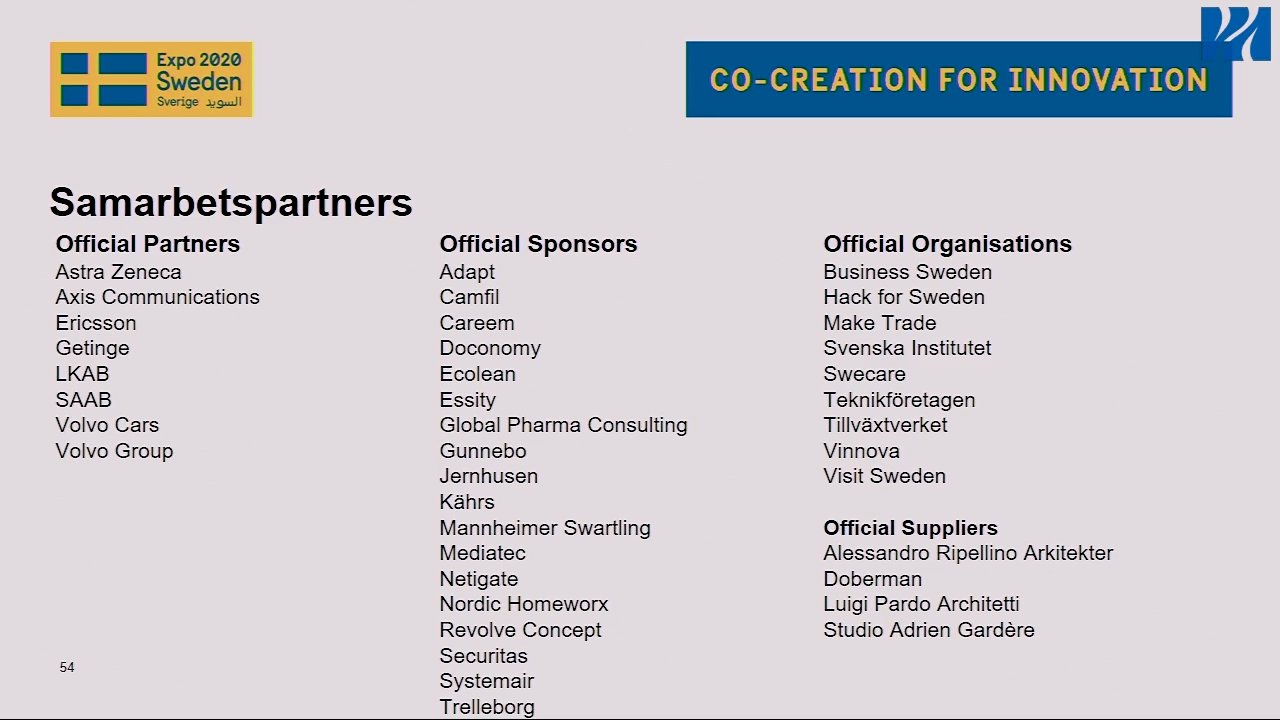 Expo 2020
Sweden
Sverige السويد
CO-CREATION FOR INNOVATION
Samarbetspartners
Official Partners
Astra Zeneca
Axis Communications
Ericsson
Getinge
LKAB
SAAB
Volvo Cars
Volvo Group
Official Sponsors
Adapt
Camfil
Careem
Doconomy
Ecolean
Essity
Global Pharma Consulting
Gunnebo
Jernhusen
Kährs
Mannheimer Swartling
Mediatec
Netigate
Nordic Homeworx
Revolve Concept
Securitas
Systemair
Trelleborg
Official Organisations
Business Sweden
Hack for Sweden
Make Trade
Svenska Institutet
Swecare
Teknikföretagen
Tillväxtverket
Vinnova
Visit Sweden
Official Suppliers
Alessandro Ripellino Arkitekter
Doberman
Luigi Pardo Architetti
Studio Adrien Gardère
54